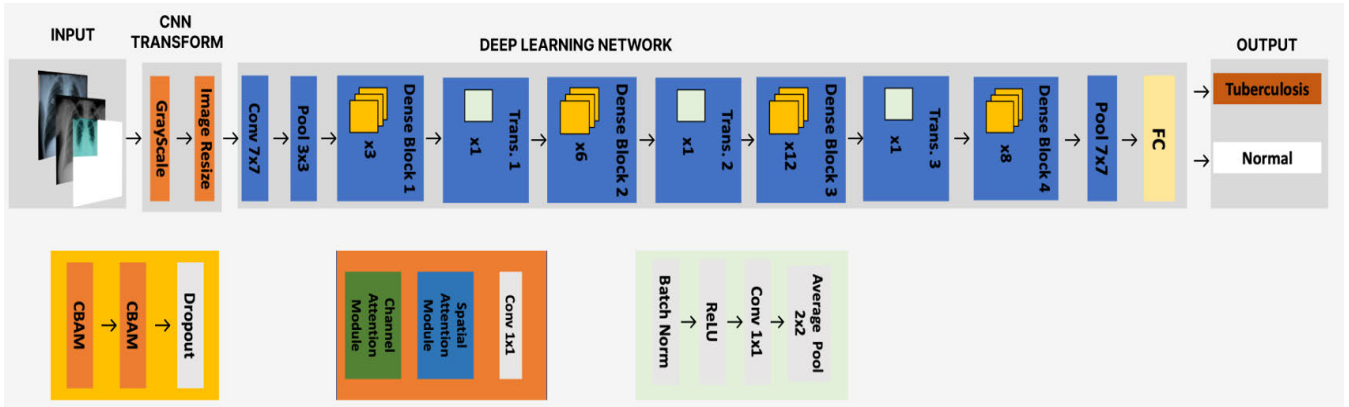 INPUT
CNN
TRANSFORM
DEEP LEARNING NETWORK
OUTPUT
GrayScale
Image Resize
Conv 7x7
Pool 3x3
Dense Block 1
x3
Trans. 1
x1
Dense Block 2
x6
Trans. 2
x1
Dense Block 3
x12
Trans. 3
x1
Dense Block 4
x8
Pool 7x7
FC
Tuberculosis
Normal
CBAM
CBAM
Dropout
Channel
Attention
Module
Spatial
Attention
Module
Conv 1x1
Batch Norm
ReLU
Conv 1x1
Average Pool
2x2